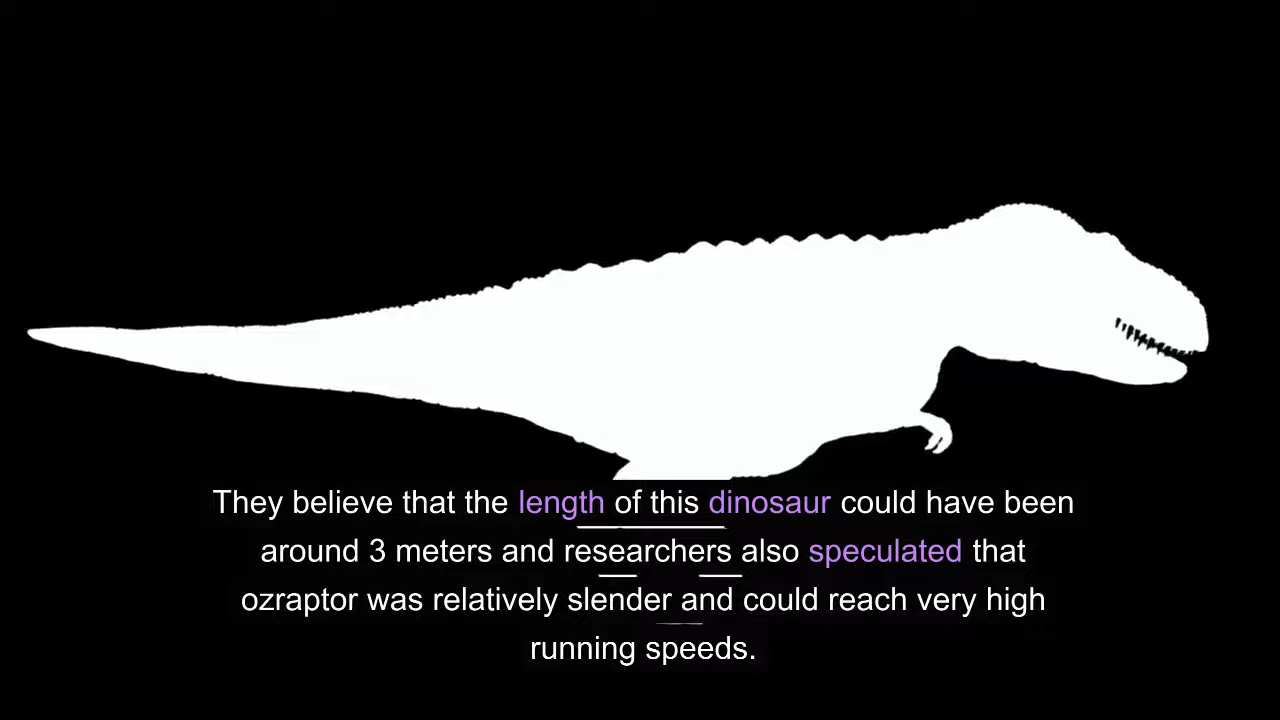 They believe that the length of this dinosaur could have been
around 3 meters and researchers also speculated that
ozraptor was relatively slender and could reach very high
running speeds.